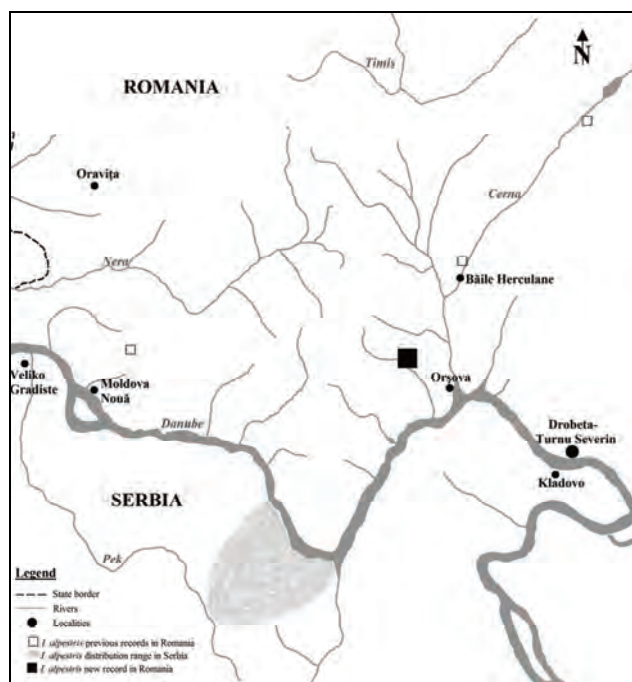 Timis
N
ROMANIA
Oravița
Cerna
Nera
Băile Herculane
Veliko
Gradiste
Moldova
Nouă
Orșova
Danube
Drobeta-
Turnu Severin
Kladovo
SERBIA
Pek
Legend
State border
Rivers
Localities
I. alpestris previous records in Romania
I. alpestris distribution range in Serbia
I. alpestris new record in Romania